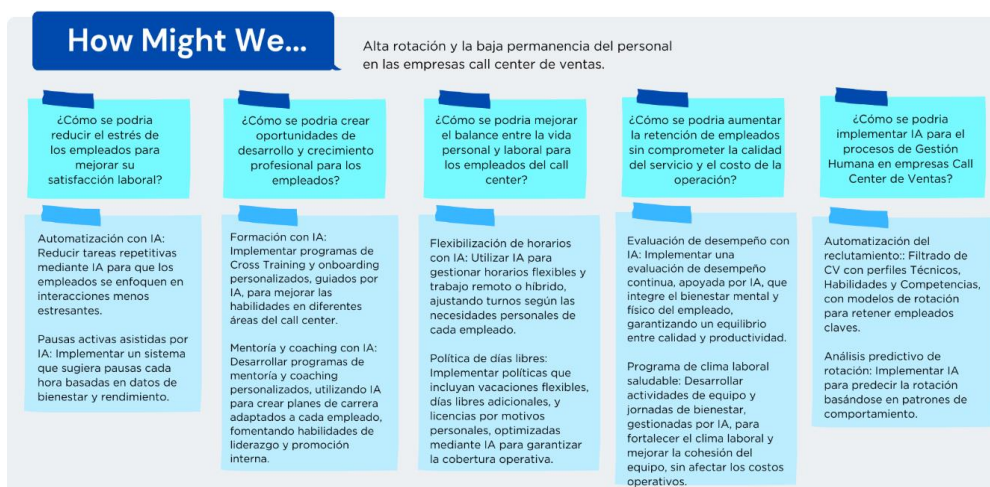 How Might We...
Alta rotación y la baja permanencia del personal
en las empresas call center de ventas.
¿Cómo se podria
reducir el estrés de
los empleados para
mejorar su
satisfacción laboral?
Automatización con IA:
Reducir tareas repetitivas
mediante IA para que los
empleados se enfoquen en
interacciones menos
estresantes.
Pausas activas asistidas por
IA: Implementar un sistema
que sugiera pausas cada
hora basadas en datos de
bienestar y rendimiento.
¿Cómo se podria crear
oportunidades de
desarrollo y crecimiento
profesional para los
empleados?
Formación con IA:
Implementar programas de
Cross Training y onboarding
personalizados, guiados por
IA, para mejorar las
habilidades en diferentes
áreas del call center.
Mentoría y coaching con IA:
Desarrollar programas de
mentoría y coaching
personalizados, utilizando IA
para crear planes de carrera
adaptados a cada empleado,
fomentando habilidades de
liderazgo y promoción
interna.
¿Cómo se podria mejorar
el balance entre la vida
personal y laboral para
los empleados del call
center?
Flexibilización de horarios
con IA: Utilizar IA para
gestionar horarios flexibles y
trabajo remoto o híbrido,
ajustando turnos según las
necesidades personales de
cada empleado.
Política de días libres:
Implementar políticas que
incluyan vacaciones flexibles,
días libres adicionales, y
licencias por motivos
personales, optimizadas
mediante IA para garantizar
la cobertura operativa.
¿Cómo se podria aumentar
la retención de empleados
sin comprometer la calidad
del servicio y el costo de la
operación?
Evaluación de desempeño con
IA: Implementar una
evaluación de desempeño
continua, apoyada por IA, que
integre el bienestar mental y
físico del empleado,
garantizando un equilibrio
entre calidad y productividad.
Programa de clima laboral
saludable: Desarrollar
actividades de equipo y
jornadas de bienestar,
gestionadas por IA, para
fortalecer el clima laboral y
mejorar la cohesión del
equipo, sin afectar los costos
operativos.
¿Cómo se podria
implementar IA para el
procesos de Gestión
Humana en empresas Call
Center de Ventas?
Automatización del
reclutamiento:: Filtrado de
CV con perfiles Técnicos,
Habilidades y Competencias,
con modelos de rotación
para retener empleados
claves.
Análisis predictivo de
rotación: Implementar IA
para predecir la rotación
basándose en patrones de
comportamiento.